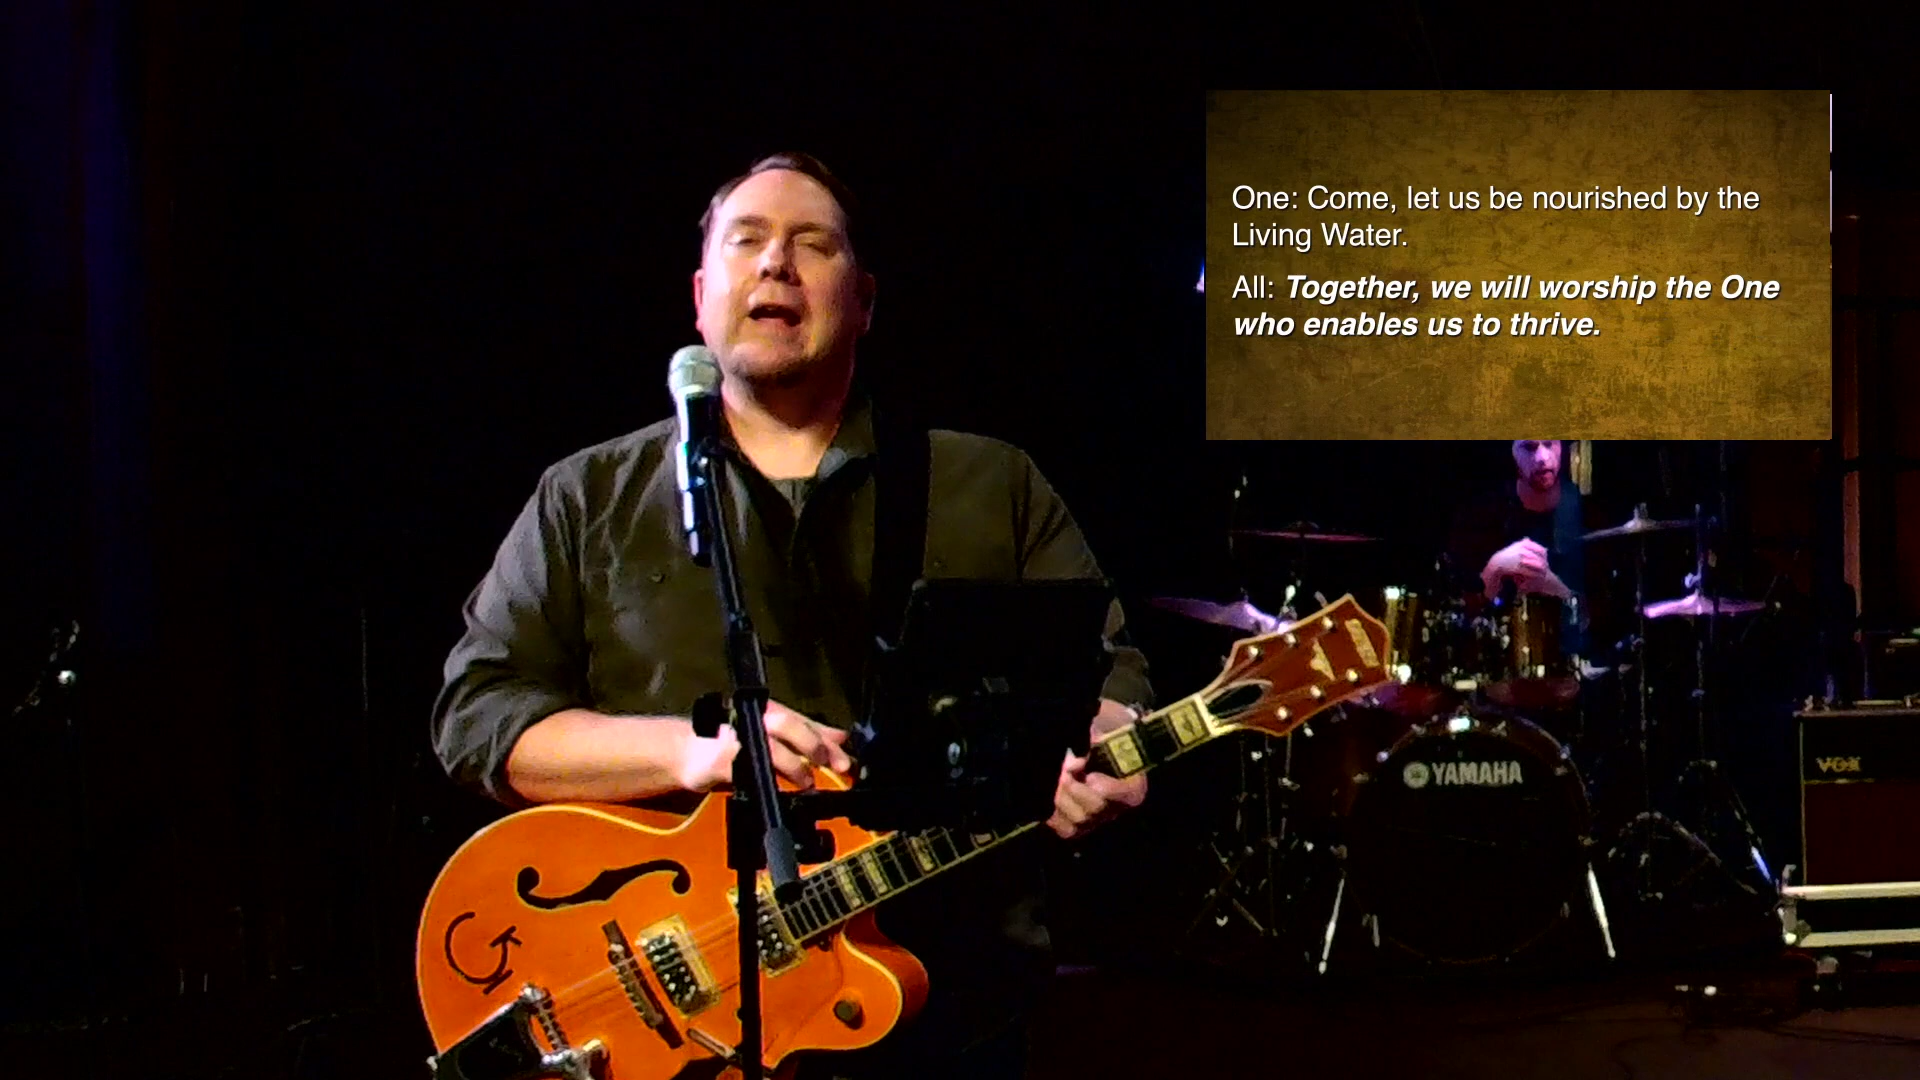 One: Come, let us be nourished by the
Living Water.
All: Together, we will worship the One
who enables us to thrive.
YAMAHA
VOX
G